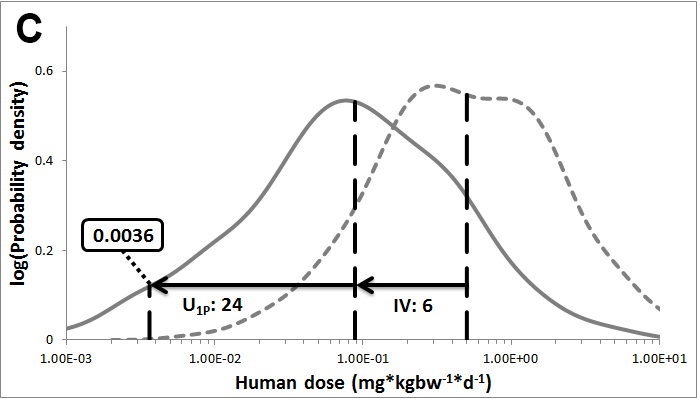 C
log(Probability density)
0.6
0.4
0.2
0
0.0036
U1P: 24
IV: 6
1.00E-03
1.00E-02
1.00E-01
1.00E+00
1.00E+01
Human dose (mg*kgbw-1*d-1)